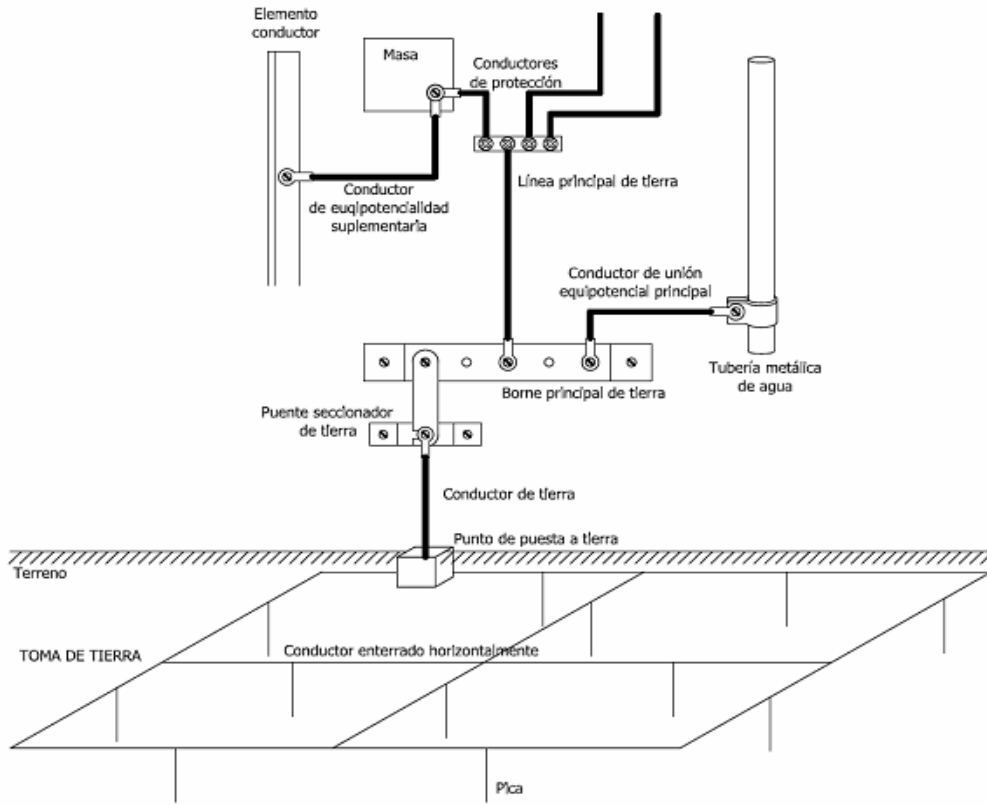 Elemento
conductor
Masa
Conductores
de protección
Línea principal de tierra
Conductor
de euqipotencialidad
suplementaria
Conductor de unión
equipotencial principal
Tubería metálica
de agua
Borne principal de tierra
Puente seccionador
de tierra
Conductor de tierra
Punto de puesta a tierra
Terreno
TOMA DE TIERRA
Conductor enterrado horizontalmente
Pica